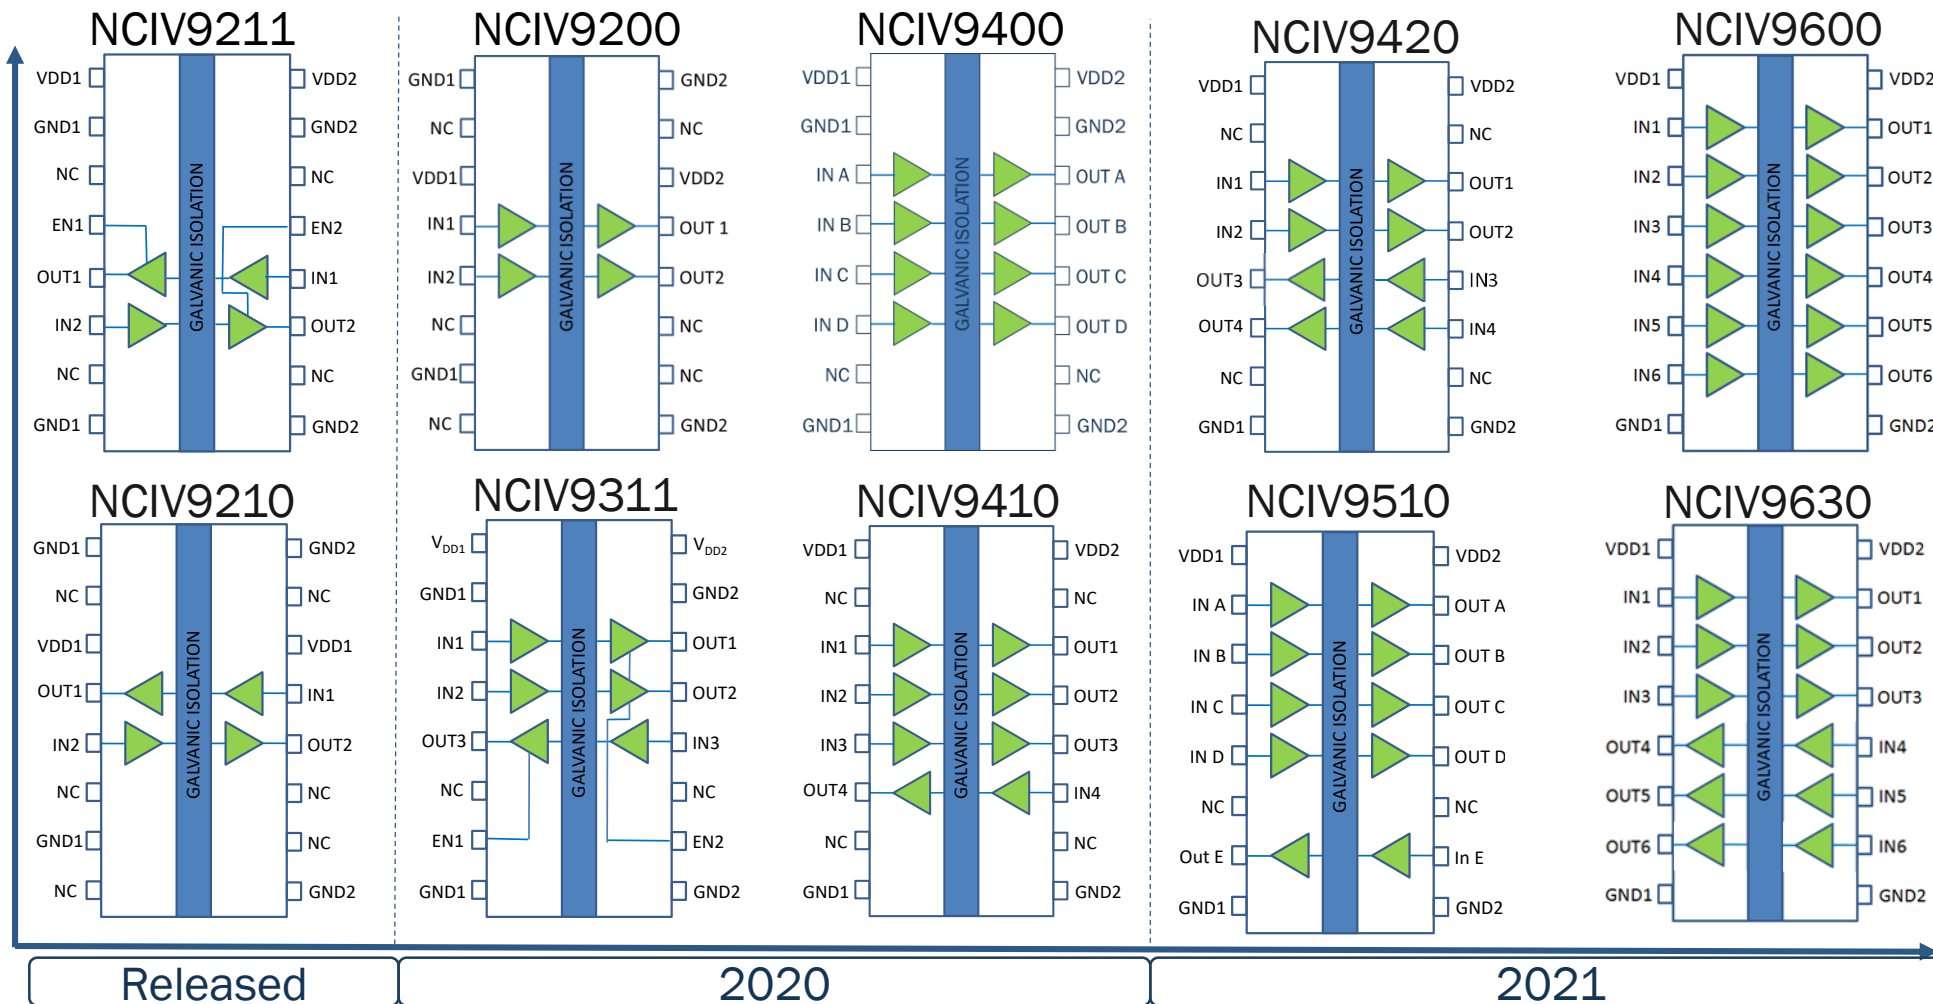 NCIV9211
VDD1 VDD2
GND1 GND2
NC NC
EN1 EN2
OUT1 IN1
IN2 OUT2
NC NC
GND1 GND2
GALVANIC ISOLATION
NCIV9200
GND1 GND2
NC NC
VDD1 VDD2
IN1 OUT 1
IN2 OUT2
NC NC
GND1 NC
NC GND2
GALVANIC ISOLATION
NCIV9400
VDD1 VDD2
GND1 GND2
IN A OUT A
IN B OUT B
IN C OUT C
IN D OUT D
NC NC
GND1 GND2
GALVANIC ISOLATION
NCIV9420
VDD1 VDD2
NC NC
IN1 OUT1
IN2 OUT2
OUT3 IN3
OUT4 IN4
NC NC
GND1 GND2
GALVANIC ISOLATION
NCIV9600
VDD1 VDD2
IN1 OUT1
IN2 OUT2
IN3 OUT3
IN4 OUT4
IN5 OUT5
IN6 OUT6
GND1 GND2
GALVANIC ISOLATION
NCIV9210
GND1 GND2
NC NC
VDD1 VDD1
OUT1 IN1
IN2 OUT2
NC NC
GND1 NC
NC GND2
GALVANIC ISOLATION
NCIV9311
VDD1 VDD2
GND1 GND2
IN1 OUT1
IN2 OUT2
OUT3 IN3
NC NC
EN1 EN2
GND1 GND2
GALVANIC ISOLATION
NCIV9410
VDD1 VDD2
NC NC
IN1 OUT1
IN2 OUT2
IN3 OUT3
OUT4 IN4
NC NC
GND1 GND2
GALVANIC ISOLATION
NCIV9510
VDD1 VDD2
IN A OUT A
IN B OUT B
IN C OUT C
IN D OUT D
NC NC
Out E In E
GND1 GND2
GALVANIC ISOLATION
NCIV9630
VDD1 VDD2
IN1 OUT1
IN2 OUT2
IN3 OUT3
OUT4 IN4
OUT5 IN5
OUT6 IN6
GND1 GND2
GALVANIC ISOLATION
Released 2020 2021